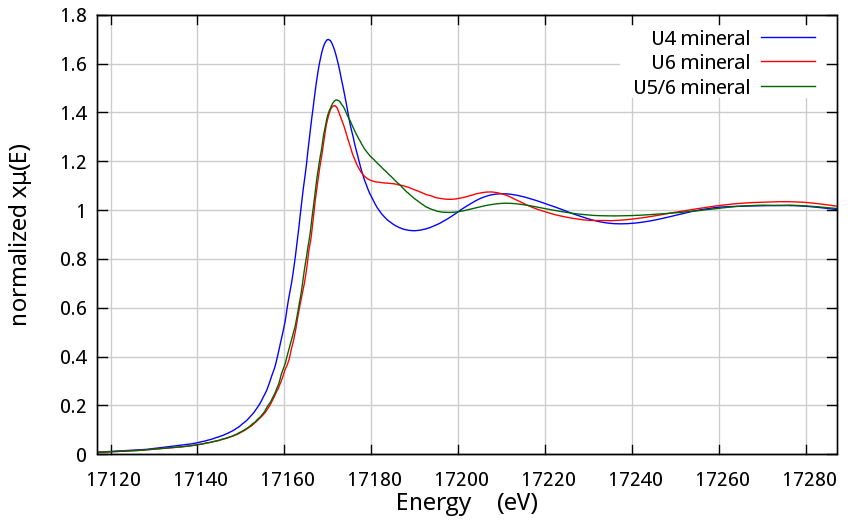 1.8
1.6
1.4
1.2
1
0.8
0.6
0.4
0.2
0
normalized xμ(E)
U4 mineral
U6 mineral
U5/6 mineral
17120 17140 17160 17180 17200 17220 17240 17260 17280
Energy (eV)